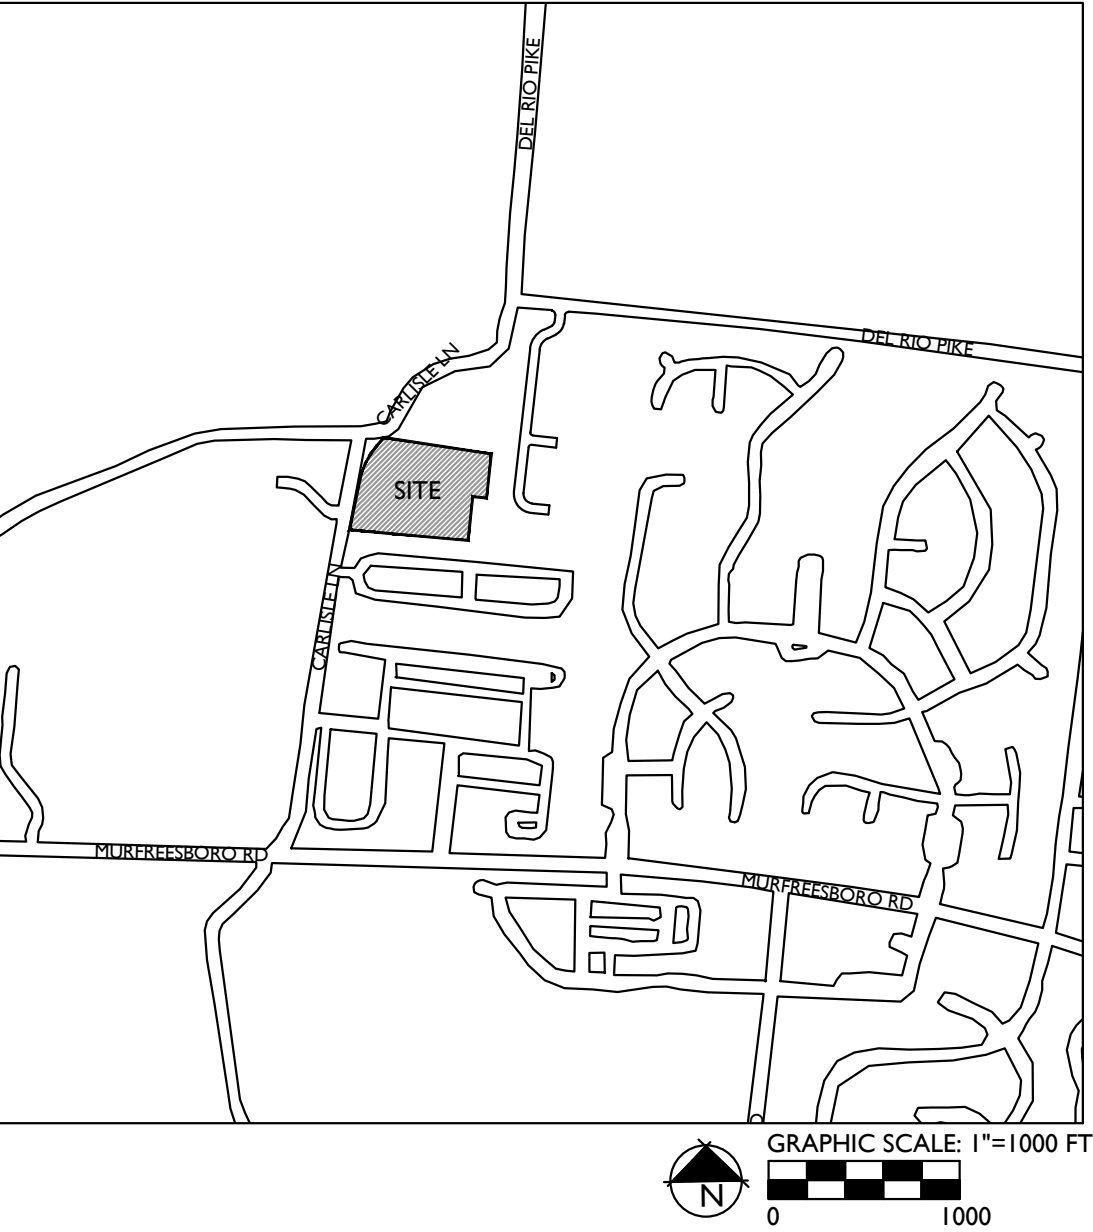 DEL RIO PIKE
DEL RIO PIKE
CARLISLE LN
SITE
CARLISLE LN
MURFREESBORO RD
MURFREESBORO RD
GRAPHIC SCALE: 1"=1000 FT
N
0 1000